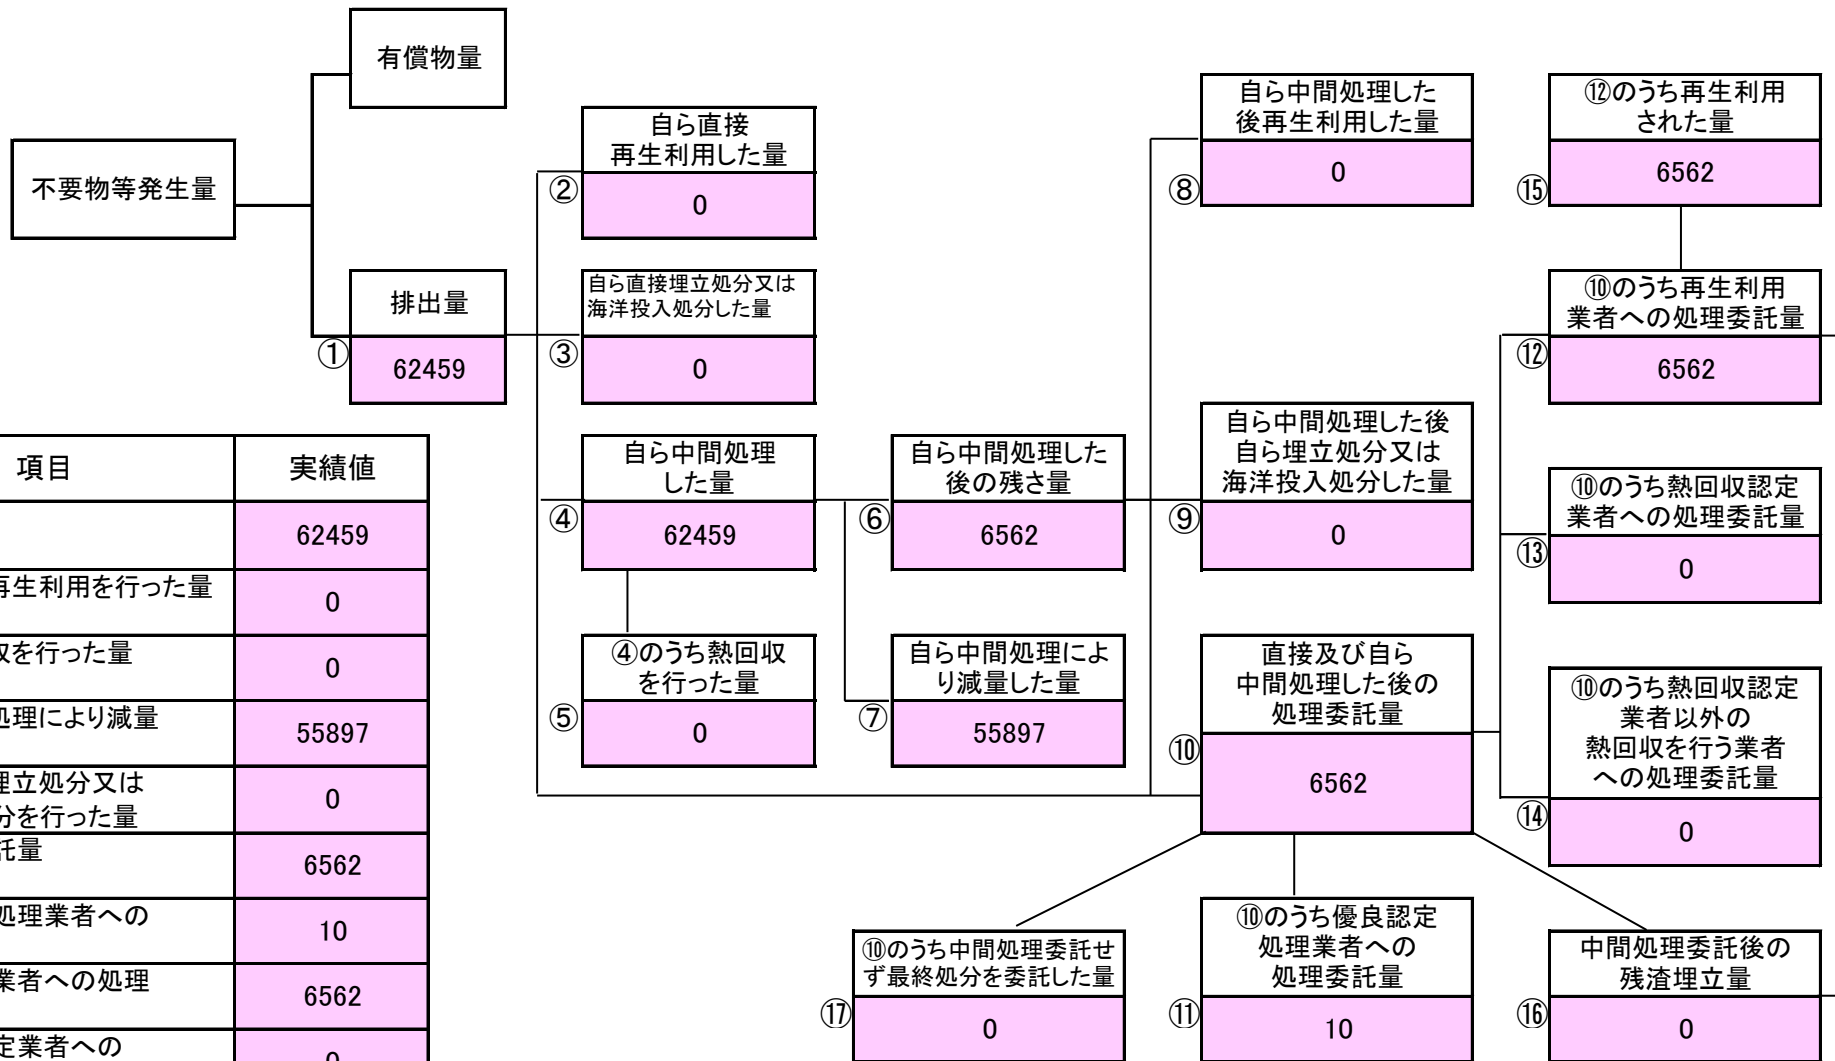 有償物量
不要物等発生量
排出量
①
62459
自ら直接
再生利用した量
②
0
自ら直接埋立処分又は
海洋投入処分した量
③
0
自ら中間処理
した量
④
62459
④のうち熱回収
を行った量
⑤
0
自ら中間処理した
後の残さ量
⑥
6562
自ら中間処理によ
り減量した量
⑦
55897
自ら中間処理した
後再生利用した量
⑧
0
自ら中間処理した後
自ら埋立処分又は
海洋投入処分した量
⑨
0
直接及び自ら
中間処理した後の
処理委託量
⑩
6562
⑫のうち再生利用
された量
⑮
6562
⑩のうち再生利用
業者への処理委託量
⑫
6562
⑩のうち熱回収認定
業者への処理委託量
⑬
0
⑩のうち熱回収認定
業者以外の
熱回収を行う業者
への処理委託量
⑭
0
⑩のうち中間処理委託せ
ず最終処分を委託した量
⑰
0
⑩のうち優良認定
処理業者への
処理委託量
⑪
10
中間処理委託後の
残渣埋立量
⑯
0
項目 実績値
62459
再生利用を行った量 0
を行った量 0
処理により減量 55897
埋立処分又は
分を行った量 0
託量 6562
処理業者への 10
業者への処理 6562
定業者への 0